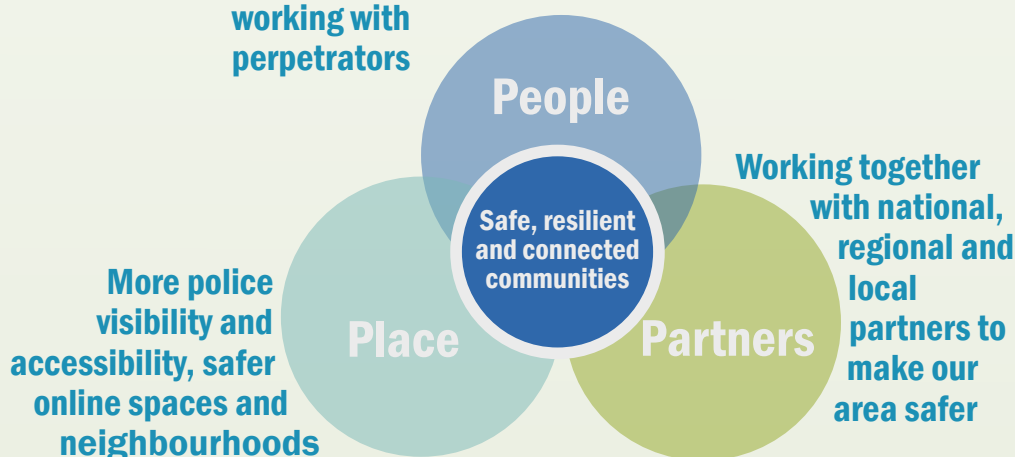 working with
perpetrators
People
Working together
with national,
regional and
local
partners to
make our
area safer
Safe, resilient
and connected
communities
More police
visibility and
accessibility, safer
online spaces and
neighbourhoods
Place
Partners